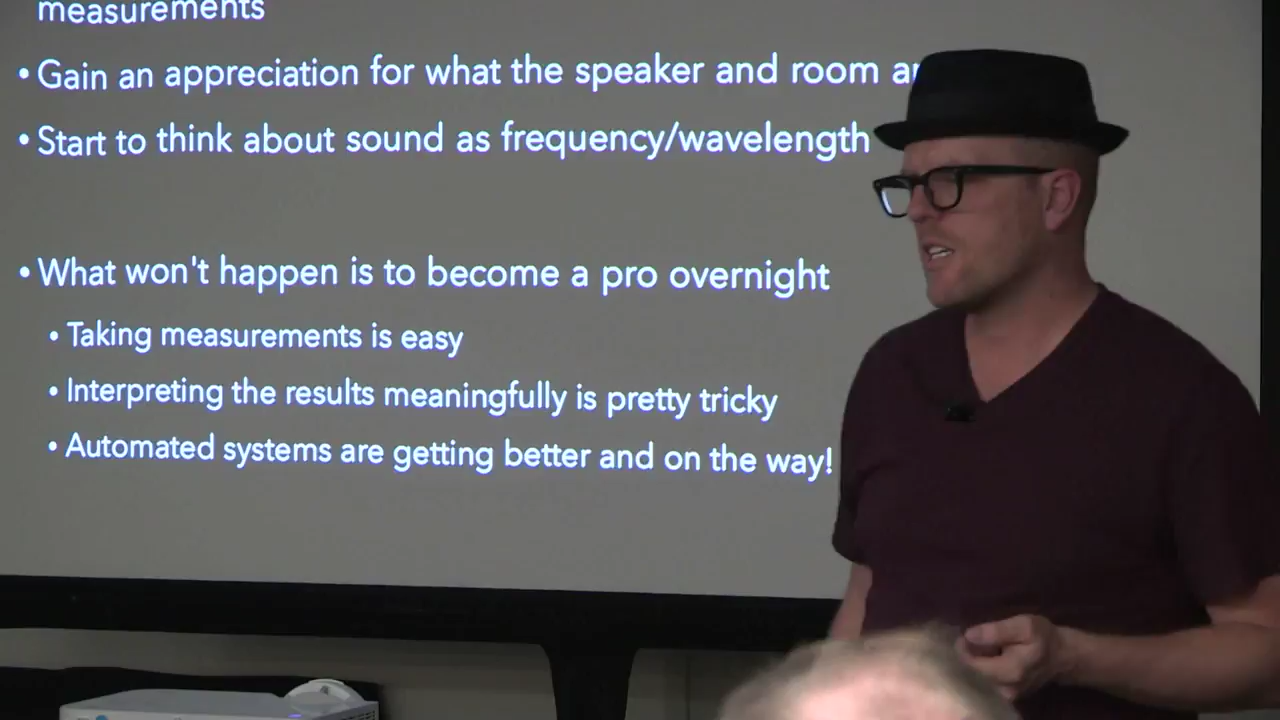 measurements
• Gain an appreciation for what the speaker and room
• Start to think about sound as frequency/wavelength
• What won't happen is to become a pro overnight
• Taking measurements is easy
• Interpreting the results meaningfully is pretty tricky
• Automated systems are getting better and on the way!